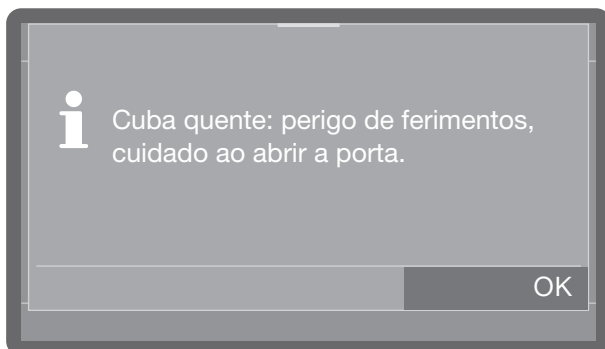 Cuba quente: perigo de ferimentos,
cuidado ao abrir a porta.
OK